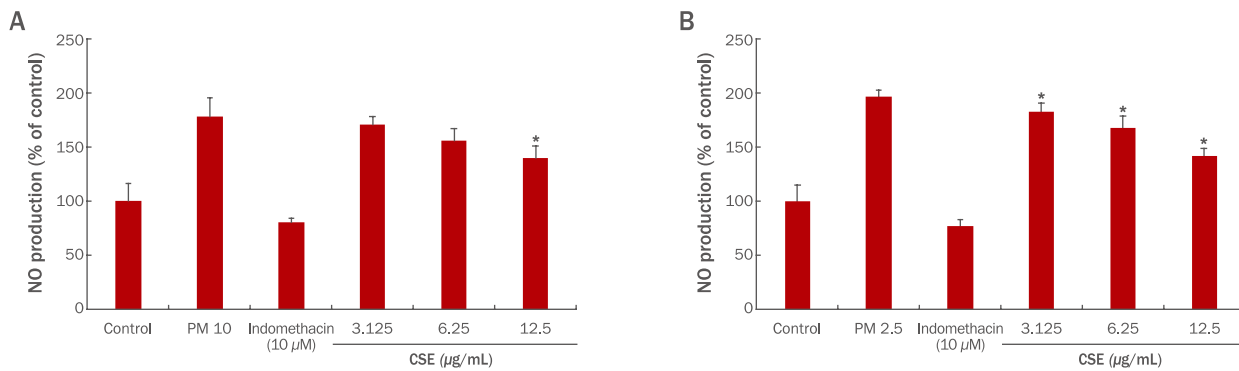 A
NO production (% of control)
250
200
150
100
50
0
*
Control
PM 10
Indomethacin
(10 µM)
3.125
6.25
12.5
CSE (µg/mL)
B
NO production (% of control)
250
200
150
100
50
0
*
*
*
Control
PM 2.5
Indomethacin
(10 µM)
3.125
6.25
12.5
CSE (µg/mL)